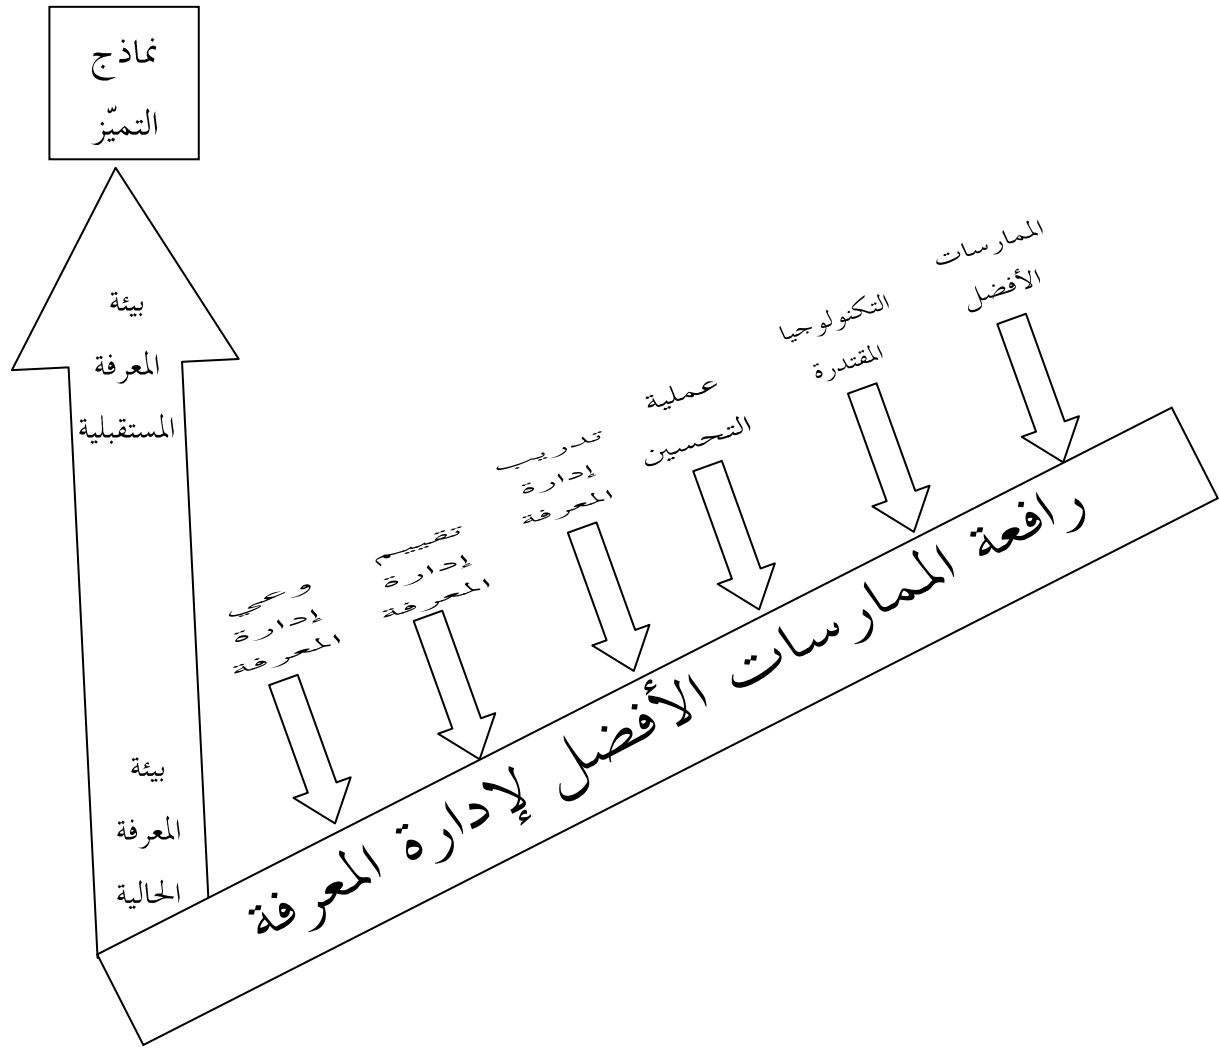 نماذج
التميّز
بيئة
المعرفة
المستقبلية
بيئة
المعرفة
الحالية
الممارسات
الأفضل
التكنولوجيا
المقتدرة
عملية
التحسين
تدريب
إدارة
المعرفة
تقييم
إدارة
المعرفة
وعي
إدارة
المعرفة
رافعة الممارسات الأفضل لإدارة المعرفة